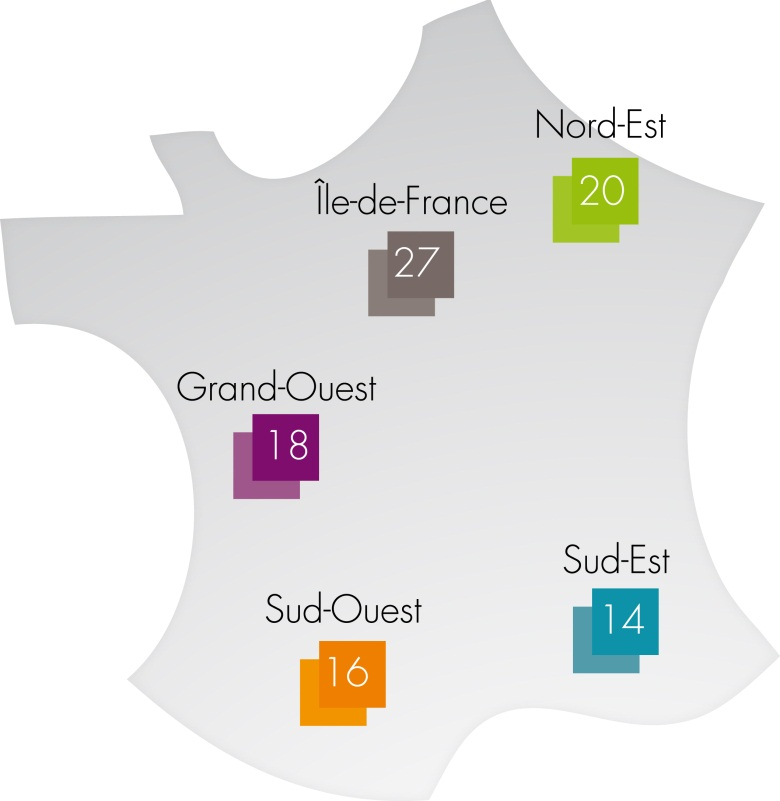 Nord-Est
20
Île-de-France
27
Grand-Ouest
18
Sud-Est
14
Sud-Ouest
16